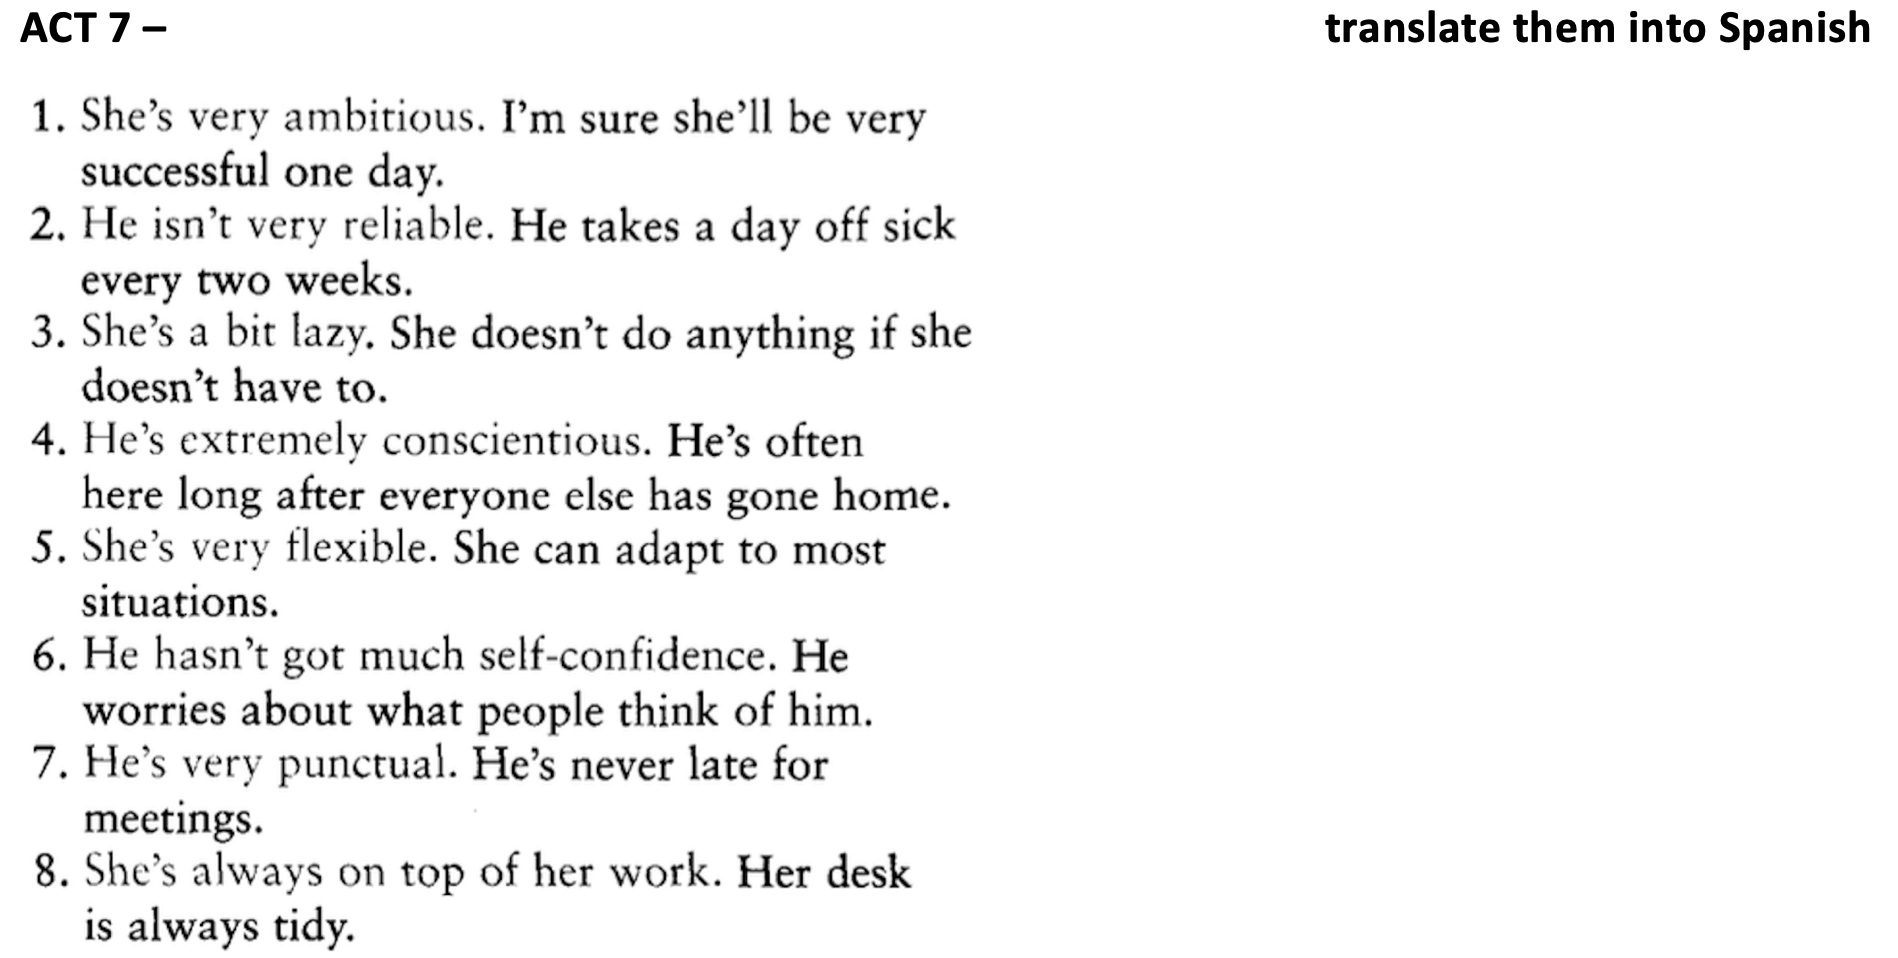 ACT 7 – translate them into Spanish
1. She's very ambitious. I'm sure she'll be very
successful one day.
2. He isn't very reliable. He takes a day off sick
every two weeks.
3. She's a bit lazy. She doesn't do anything if she
doesn't have to.
4. He's extremely conscientious. He's often
here long after everyone else has gone home.
5. She's very flexible. She can adapt to most
situations.
6. He hasn't got much self-confidence. He
worries about what people think of him.
7. He's very punctual. He's never late for
meetings.
8. She's always on top of her work. Her desk
is always tidy.